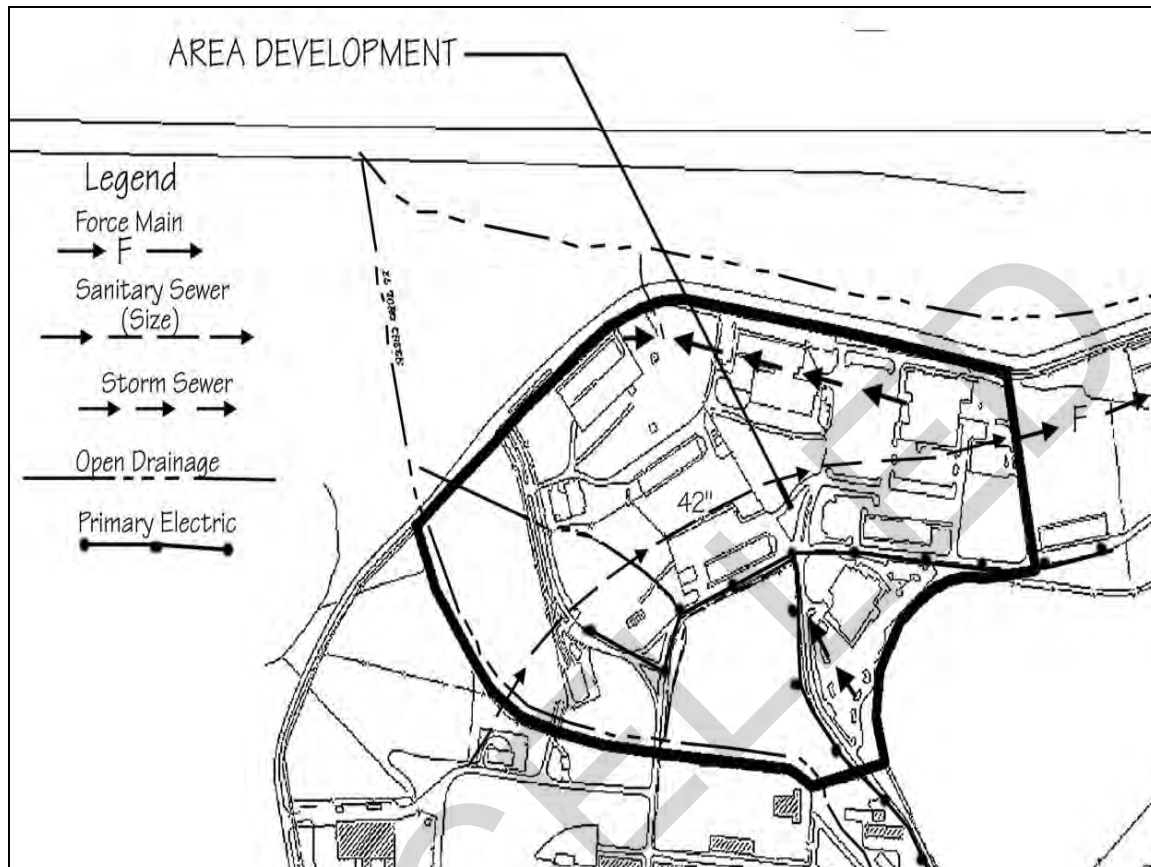 AREA DEVELOPMENT
Legend
Force Main
F
Sanitary Sewer
(Size)
Storm Sewer
Open Drainage
Primary Electric
F
42"